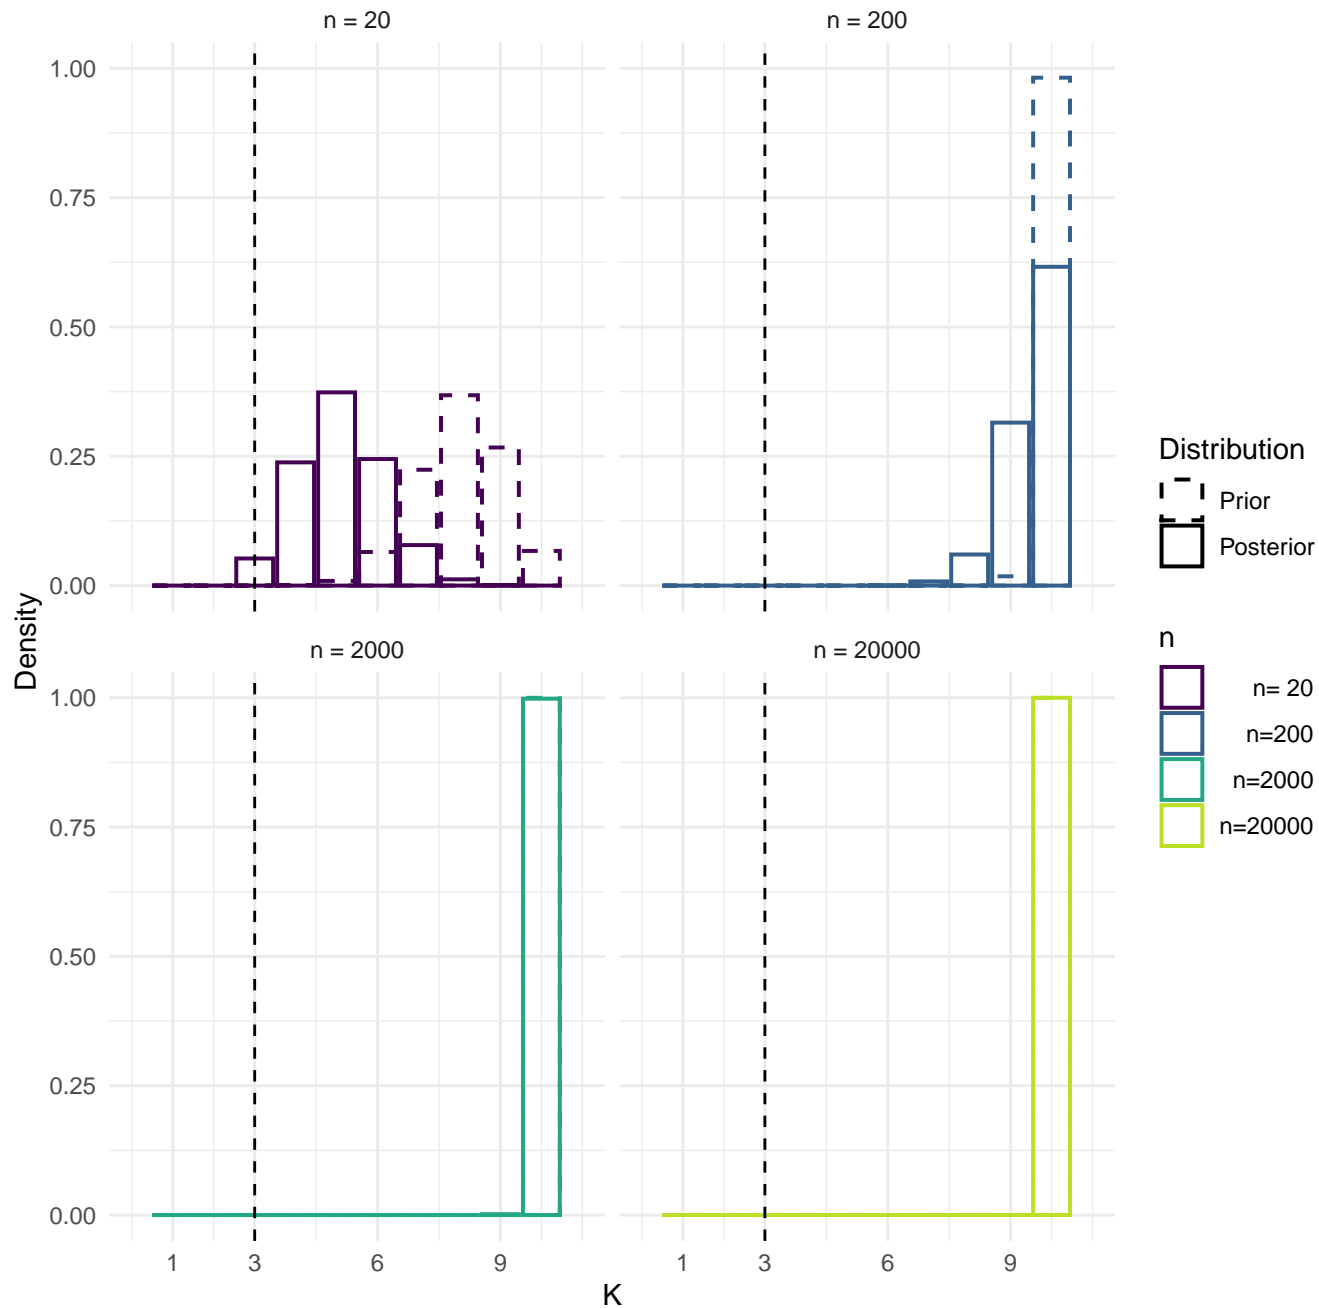 n = 20
n = 200
1.00
0.75
0.50
0.25
0.00
n = 2000
n = 20000
1.00
0.75
0.50
0.25
0.00
1 3 6 9
1 3 6 9
K
Density
Distribution
Prior
Posterior
n
n= 20
n=200
n=2000
n=20000